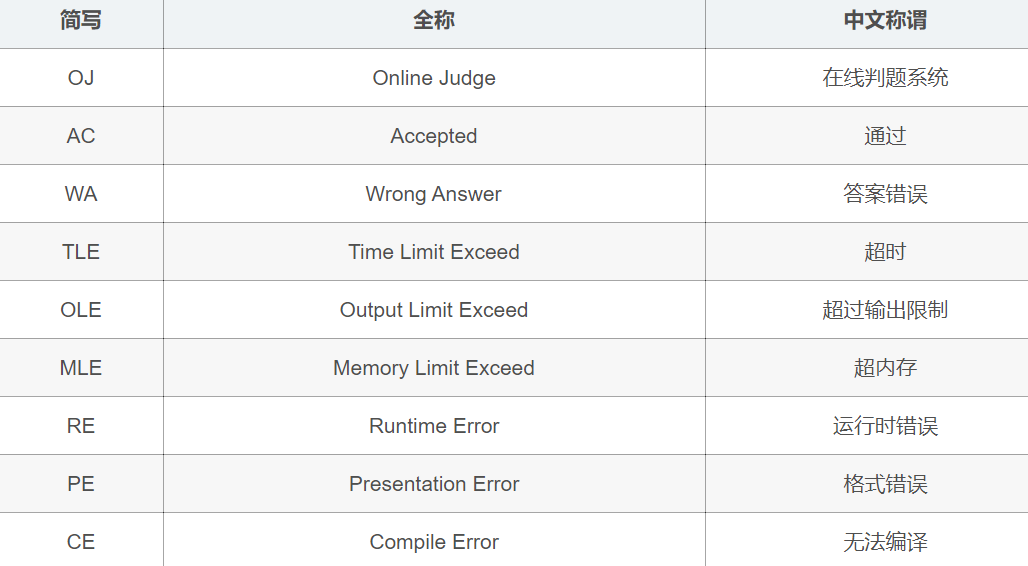 简写 全称 中文称谓
OJ Online Judge 在线判题系统
AC Accepted 通过
WA Wrong Answer 答案错误
TLE Time Limit Exceed 超时
OLE Output Limit Exceed 超过输出限制
MLE Memory Limit Exceed 超内存
RE Runtime Error 运行时错误
PE Presentation Error 格式错误
CE Compile Error 无法编译